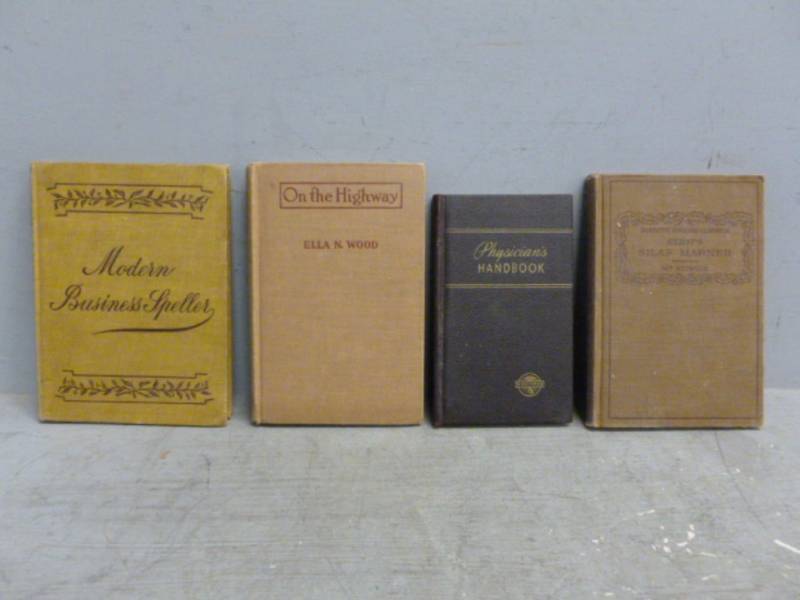 Modern
Business Speller
On the Highway
ELLA N. WOOD
Physician's
HANDBOOK
SILAS MARNER